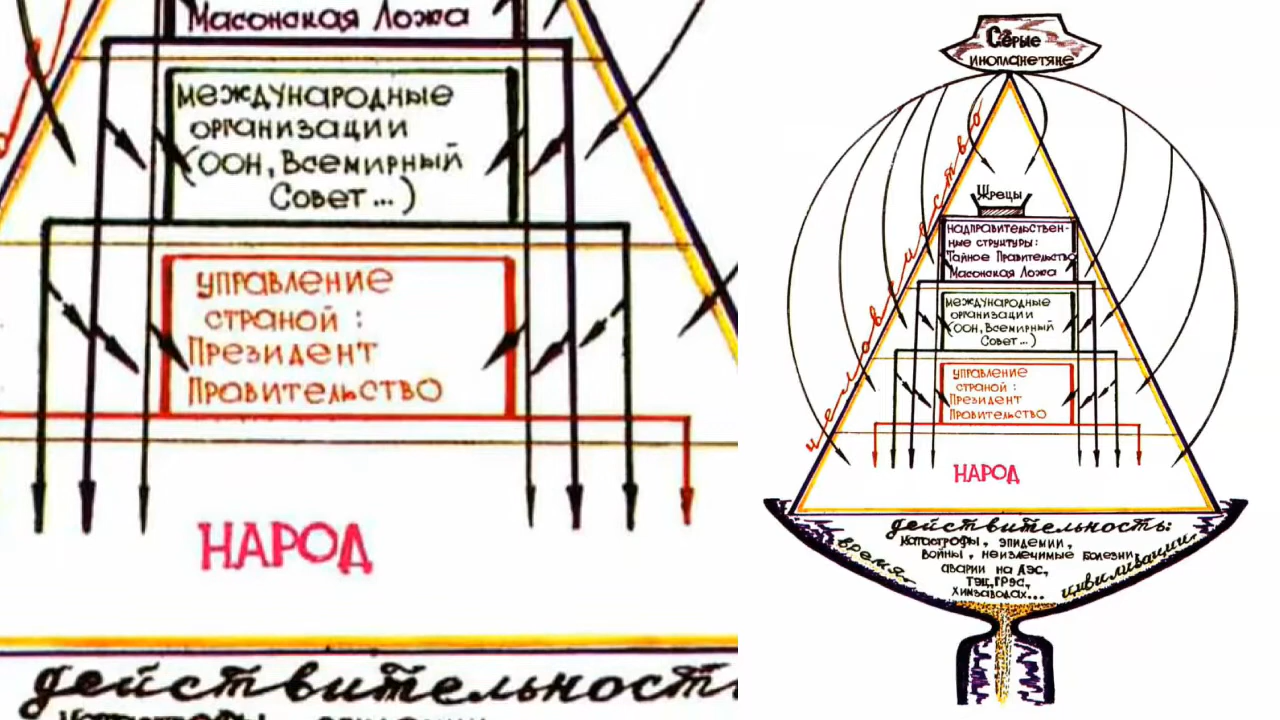 Масонская Ложа
международные
организации
(ООН, Всемирный
Совет...)
управление
страной :
Президент
Правительство
НАРОД
действительность:
Серые
инопланетяне
человечество
Жрецы
надправительствен-
ные структуры:
Тайное Правительство
Масонская Ложа
международные
организации
(ООН, Всемирный
Совет...)
управление
страной :
Президент
Правительство
НАРОД
действительность:
катастрофы, эпидемии,
войны, неизлечимые болезни
аварии на АЭС,
ТЭЦ, ГРЭС,
химзаводах...
время
цивилизации